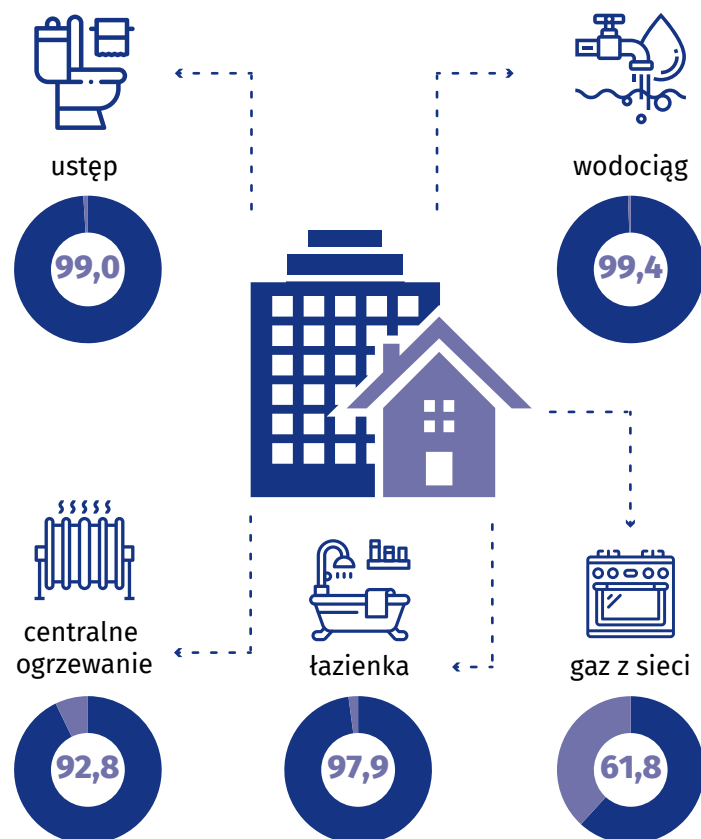 ustęp
99,0
wodociąg
99,4
centralne
ogrzewanie
92,8
łazienka
97,9
gaz z sieci
61,8